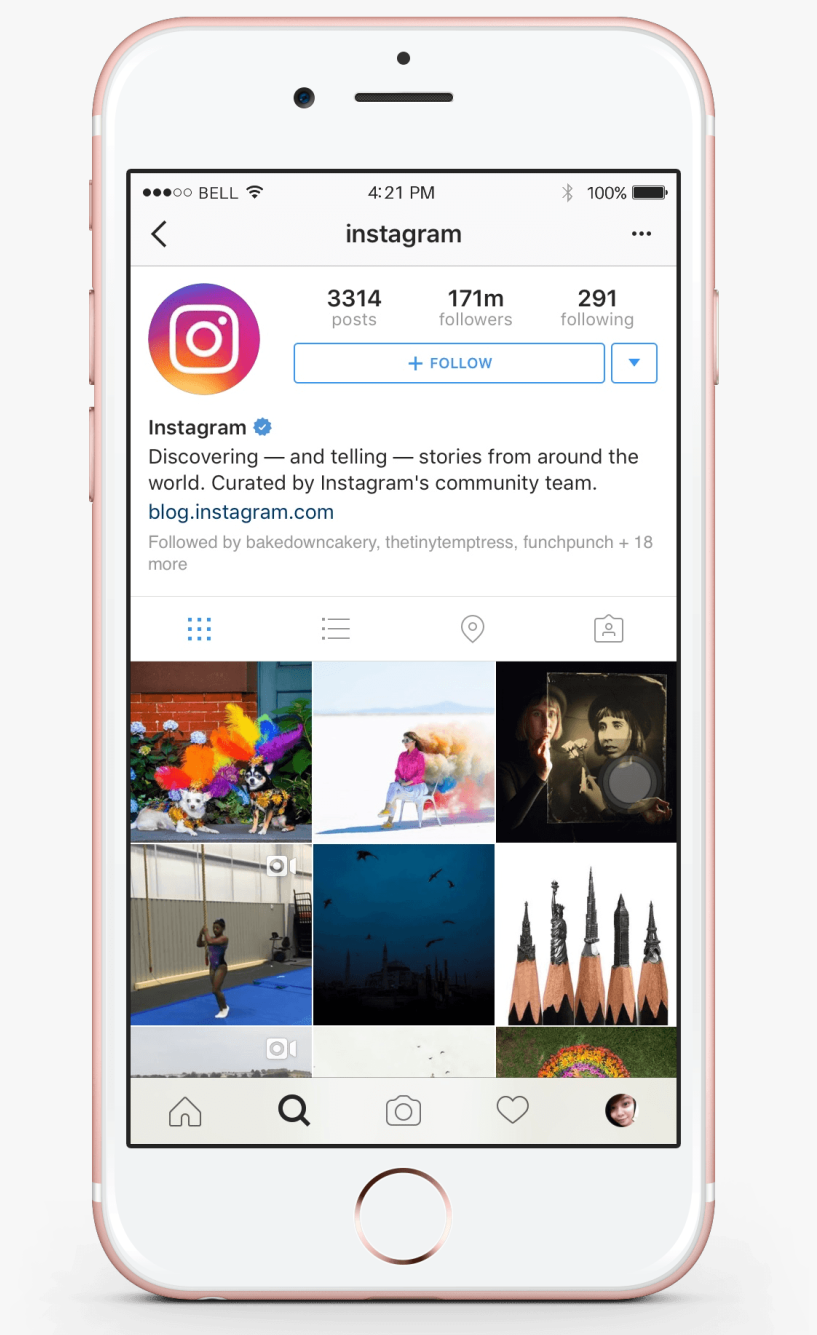 BELL 4:21 PM 100%
instagram
3314 171m 291
posts followers following
+ FOLLOW
Instagram
Discovering — and telling — stories from around the
world. Curated by Instagram's community team.
blog.instagram.com
Followed by bakedowncakery, thetinytemptress, funchpunch + 18
more